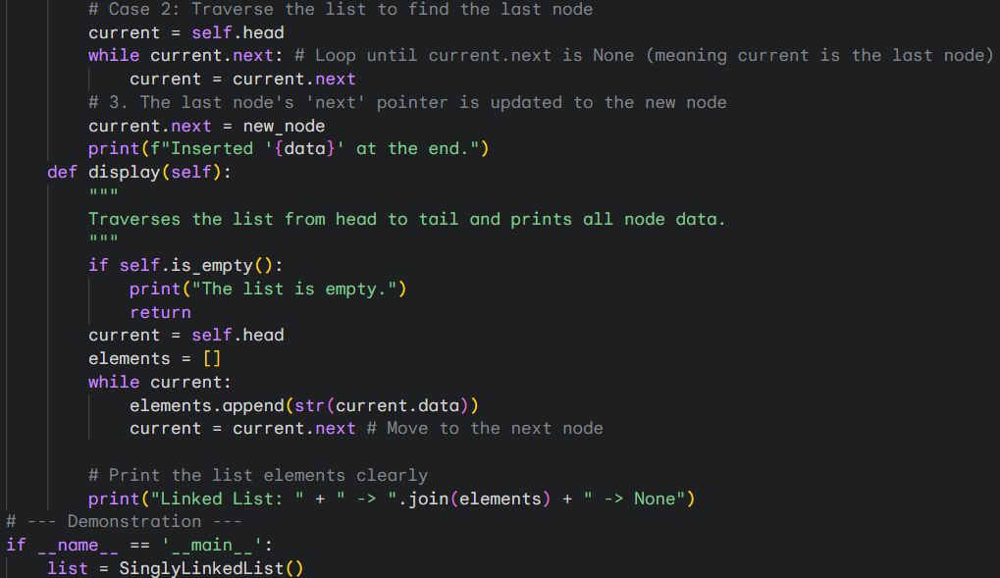 # Case 2: Traverse the list to find the last node
        current = self.head
        while current.next: # Loop until current.next is None (meaning current is the last node)
            current = current.next
        # 3. The last node's 'next' pointer is updated to the new node
        current.next = new_node
        print(f"Inserted '{data}' at the end.")
    def display(self):
        """
        Traverses the list from head to tail and prints all node data.
        """
        if self.is_empty():
            print("The list is empty.")
            return
        current = self.head
        elements = []
        while current:
            elements.append(str(current.data))
            current = current.next # Move to the next node

        # Print the list elements clearly
        print("Linked List: " + " -> ".join(elements) + " -> None")
# --- Demonstration ---
if __name__ == '__main__':
    list = SinglyLinkedList()